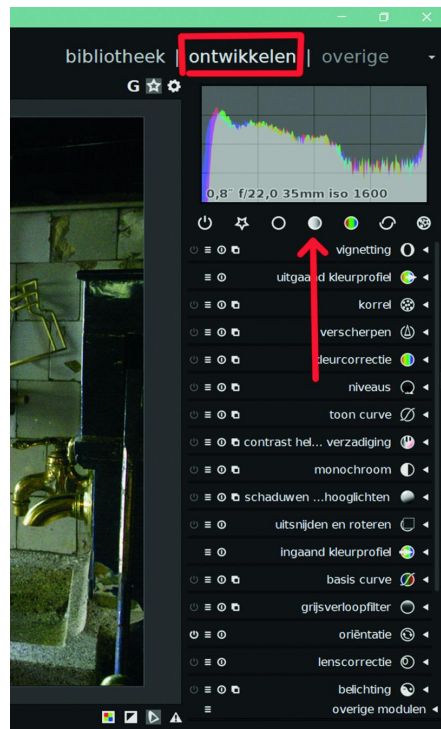 bibliotheek | ontwikkelen | overige
G
0,8″ f/22,0 35mm iso 1600
vignetting
uitgaand kleurprofiel
korrel
verscherpen
kleurcorrectie
niveaus
toon curve
contrast hel... verzadiging
monochroom
schaduwen ...hooglichten
uitsnijden en roteren
ingaand kleurprofiel
basis curve
grijsverloopfilter
oriëntatie
lenscorrectie
belichting
overige modulen